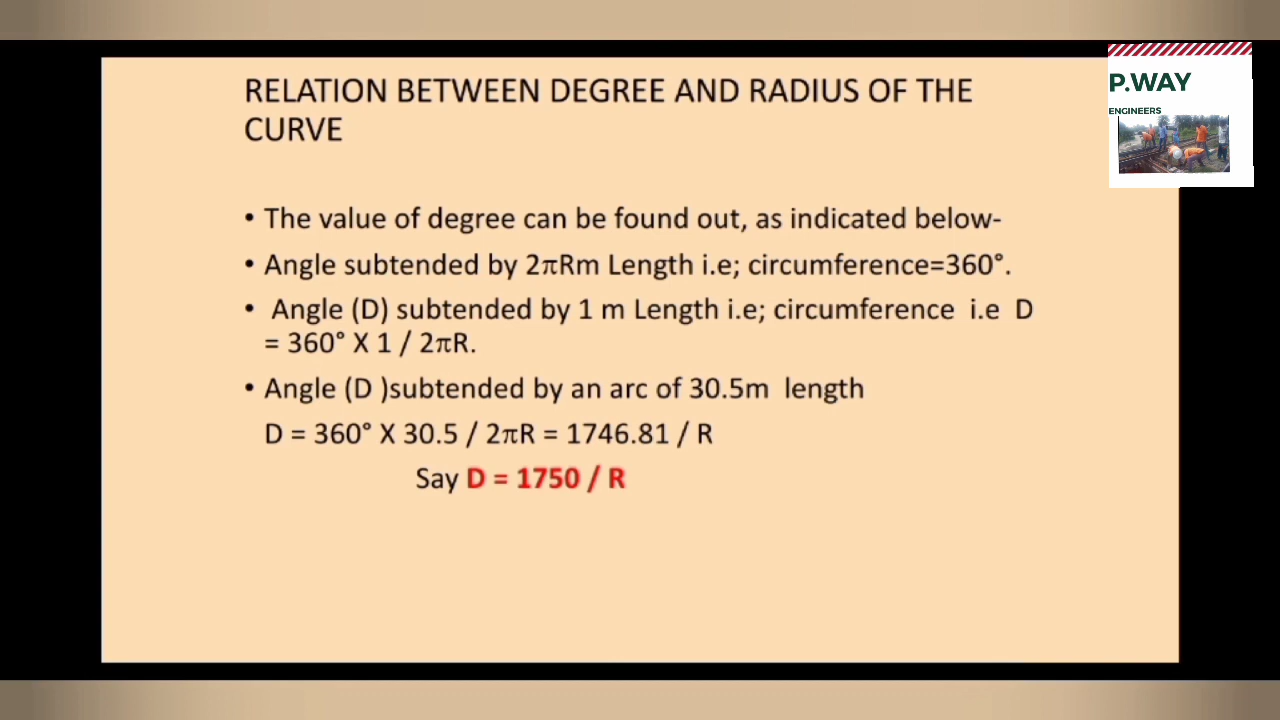 RELATION BETWEEN DEGREE AND RADIUS OF THE
CURVE
P.WAY
ENGINEERS
• The value of degree can be found out, as indicated below-
• Angle subtended by 2πRm Length i.e; circumference=360°.
• Angle (D) subtended by 1 m Length i.e; circumference i.e D
= 360° X 1 / 2πR.
• Angle (D )subtended by an arc of 30.5m length
D = 360° X 30.5 / 2πR = 1746.81 / R
Say D = 1750 / R